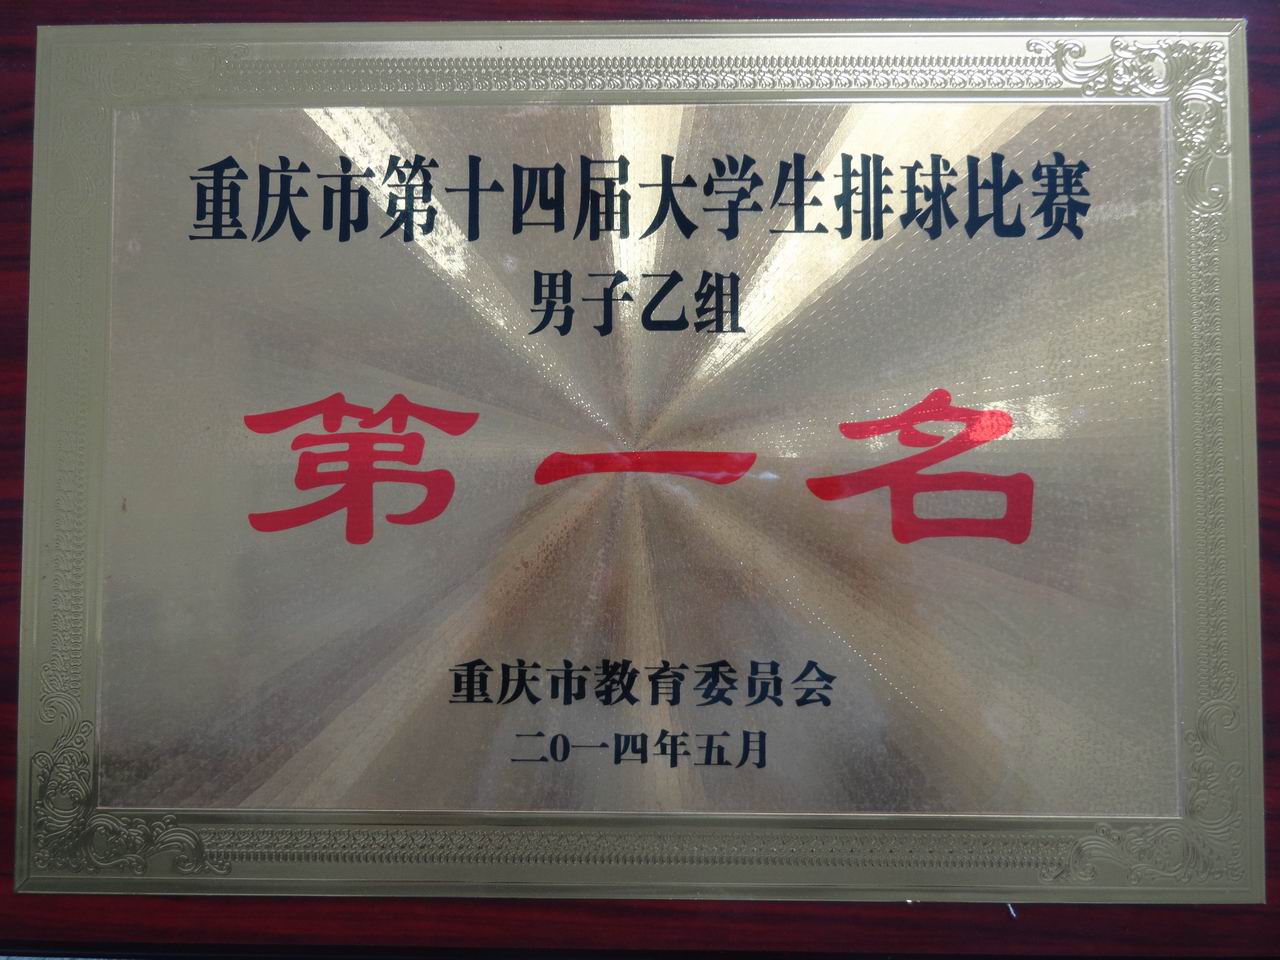 重庆市第十四届大学生排球比赛
男子乙组
第一名
重庆市教育委员会
二0一四年五月